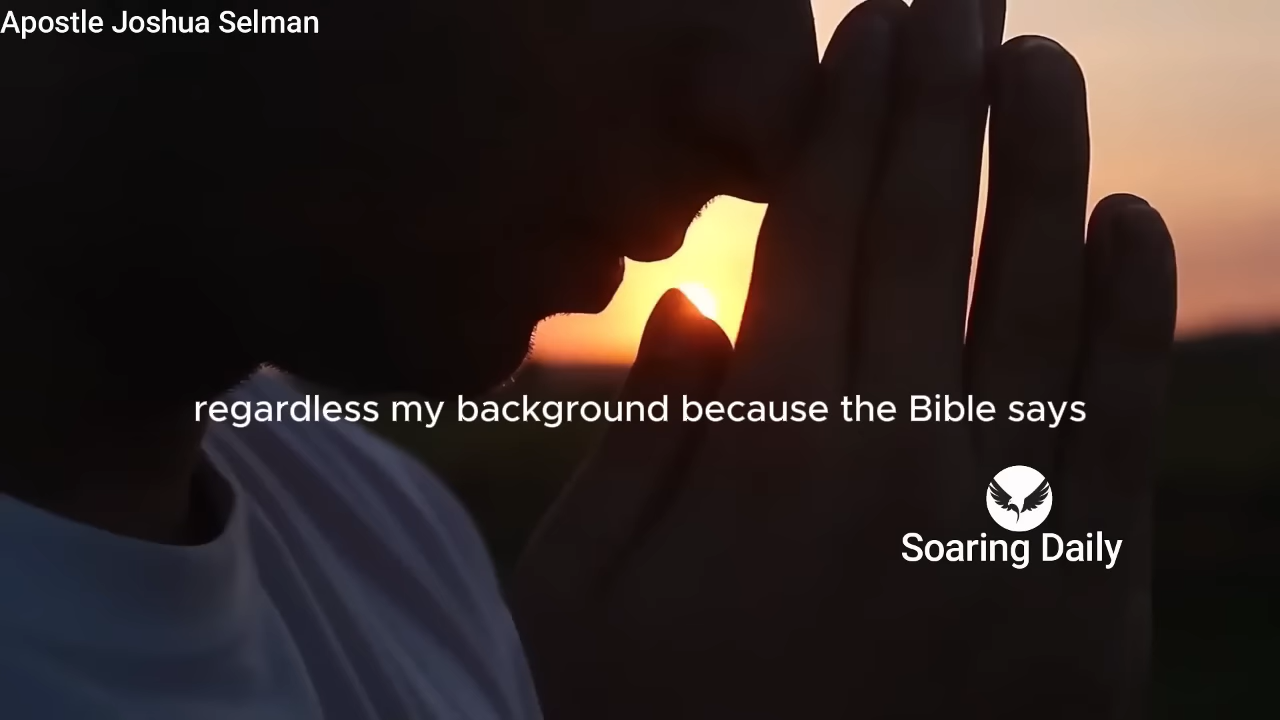 Apostle Joshua Selman
regardless my background because the Bible says
Soaring Daily